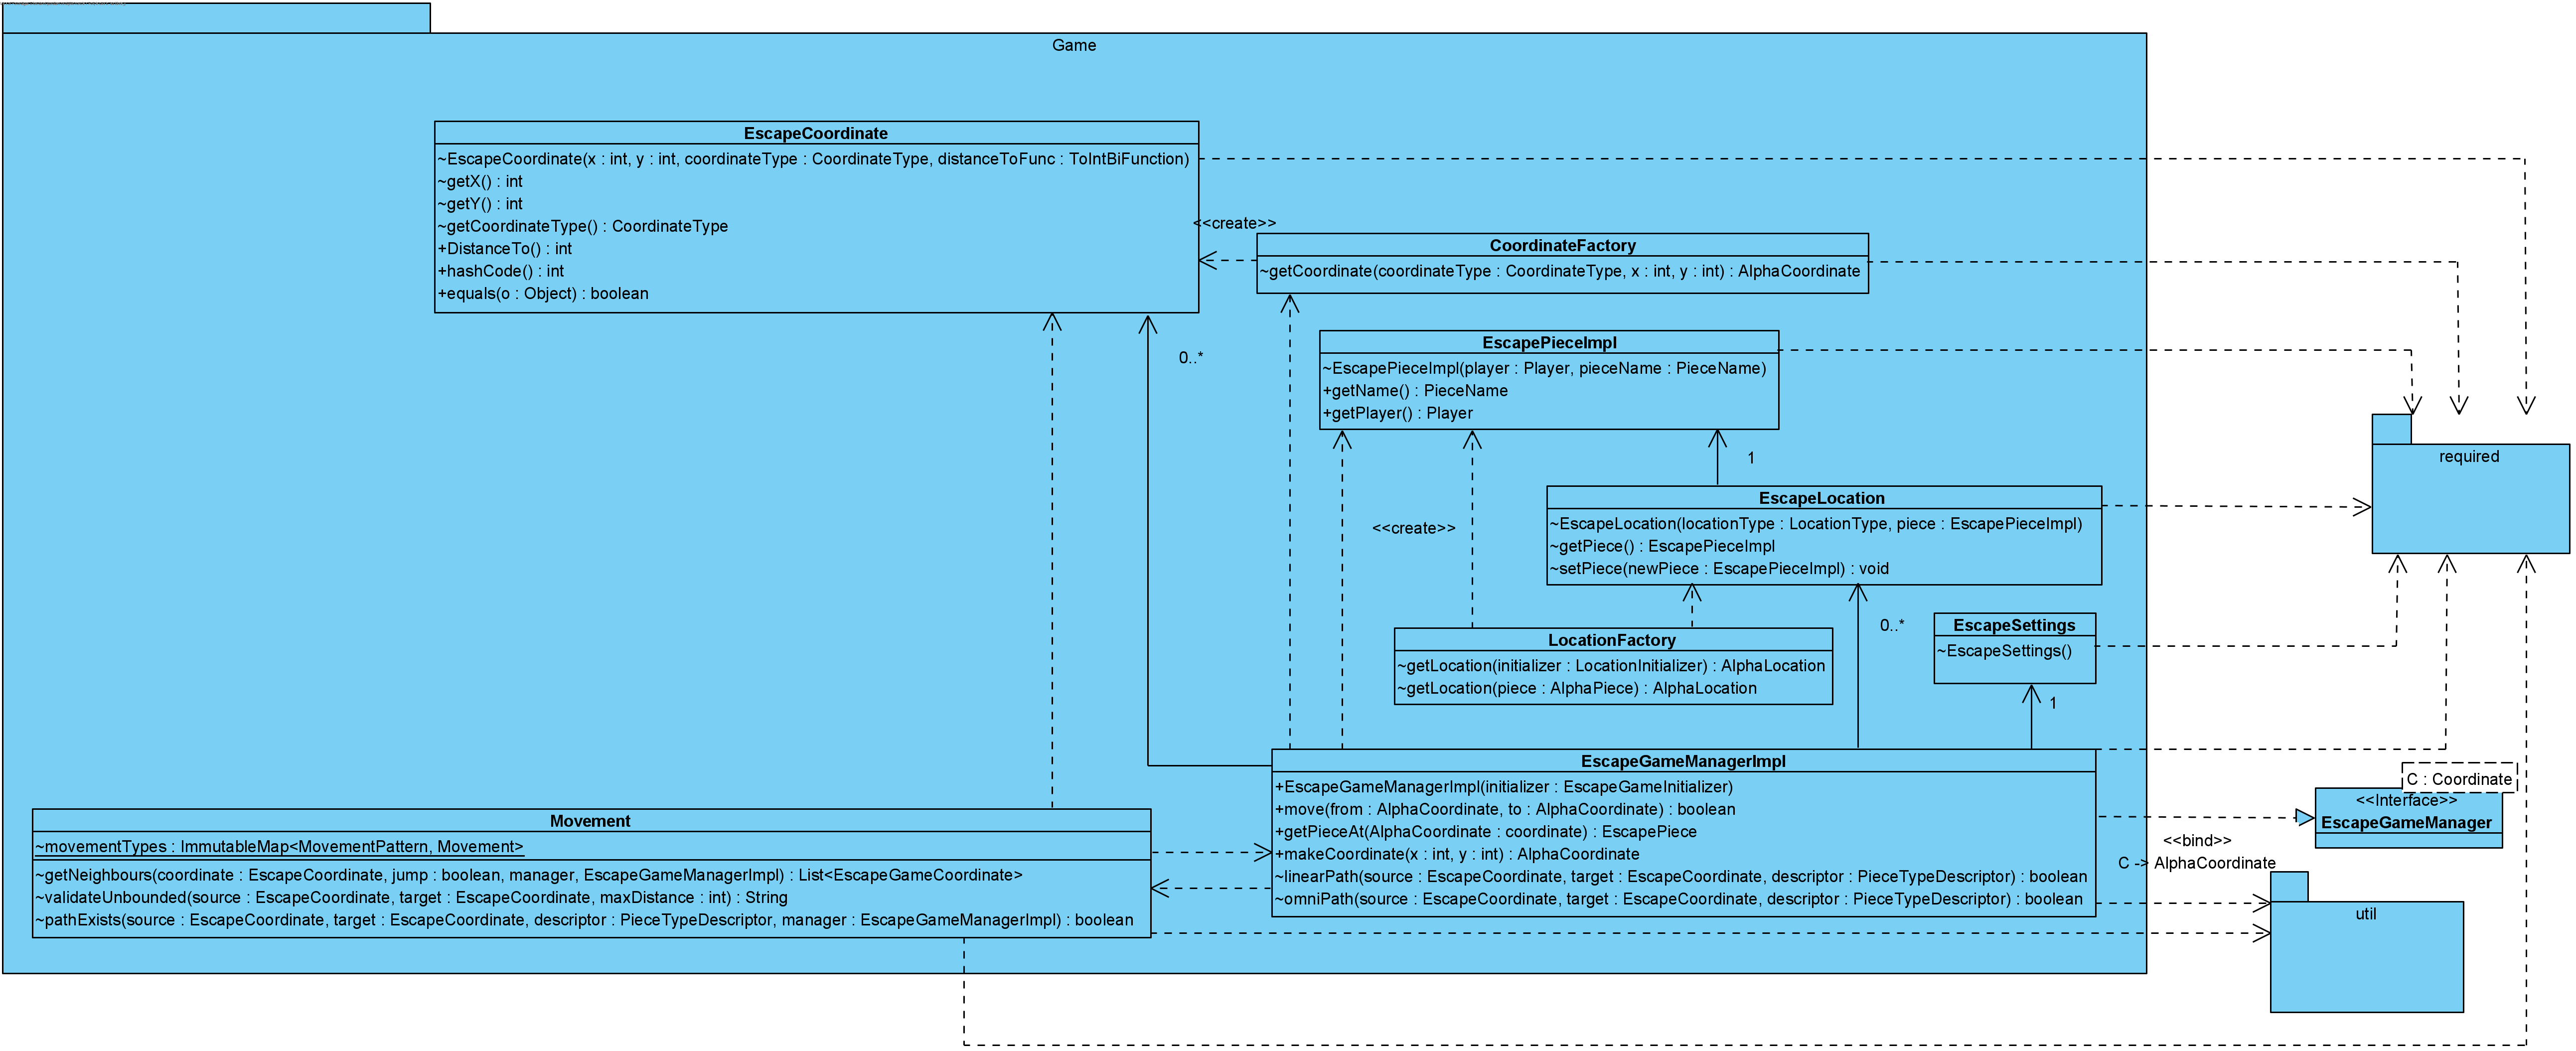 Game
EscapeCoordinate
~EscapeCoordinate(x : int, y : int, coordinateType : CoordinateType, distanceToFunc : ToIntBiFunction)
~getX() : int
~getY() : int
~getCoordinateType() : CoordinateType
+DistanceTo() : int
+hashCode() : int
+equals(o : Object) : boolean
<<create>>
CoordinateFactory
~getCoordinate(coordinateType : CoordinateType, x : int, y : int) : AlphaCoordinate
0..*
EscapePieceImpl
~EscapePieceImpl(player : Player, pieceName : PieceName)
+getName() : PieceName
+getPlayer() : Player
1
required
EscapeLocation
~EscapeLocation(locationType : LocationType, piece : EscapePieceImpl)
~getPiece() : EscapePieceImpl
~setPiece(newPiece : EscapePieceImpl) : void
<<create>>
LocationFactory
~getLocation(initializer : LocationInitializer) : AlphaLocation
~getLocation(piece : AlphaPiece) : AlphaLocation
0..*
EscapeSettings
~EscapeSettings()
1
EscapeGameManagerImpl
+EscapeGameManagerImpl(initializer : EscapeGameInitializer)
+move(from : AlphaCoordinate, to : AlphaCoordinate) : boolean
+getPieceAt(AlphaCoordinate : coordinate) : EscapePiece
+makeCoordinate(x : int, y : int) : AlphaCoordinate
~linearPath(source : EscapeCoordinate, target : EscapeCoordinate, descriptor : PieceTypeDescriptor) : boolean
~omniPath(source : EscapeCoordinate, target : EscapeCoordinate, descriptor : PieceTypeDescriptor) : boolean
C : Coordinate
<<Interface>>
EscapeGameManager
<<bind>>
C -> AlphaCoordinate
Movement
~movementTypes : ImmutableMap<MovementPattern, Movement>
~getNeighbours(coordinate : EscapeCoordinate, jump : boolean, manager, EscapeGameManagerImpl) : List<EscapeGameCoordinate>
~validateUnbounded(source : EscapeCoordinate, target : EscapeCoordinate, maxDistance : int) : String
~pathExists(source : EscapeCoordinate, target : EscapeCoordinate, descriptor : PieceTypeDescriptor, manager : EscapeGameManagerImpl) : boolean
util